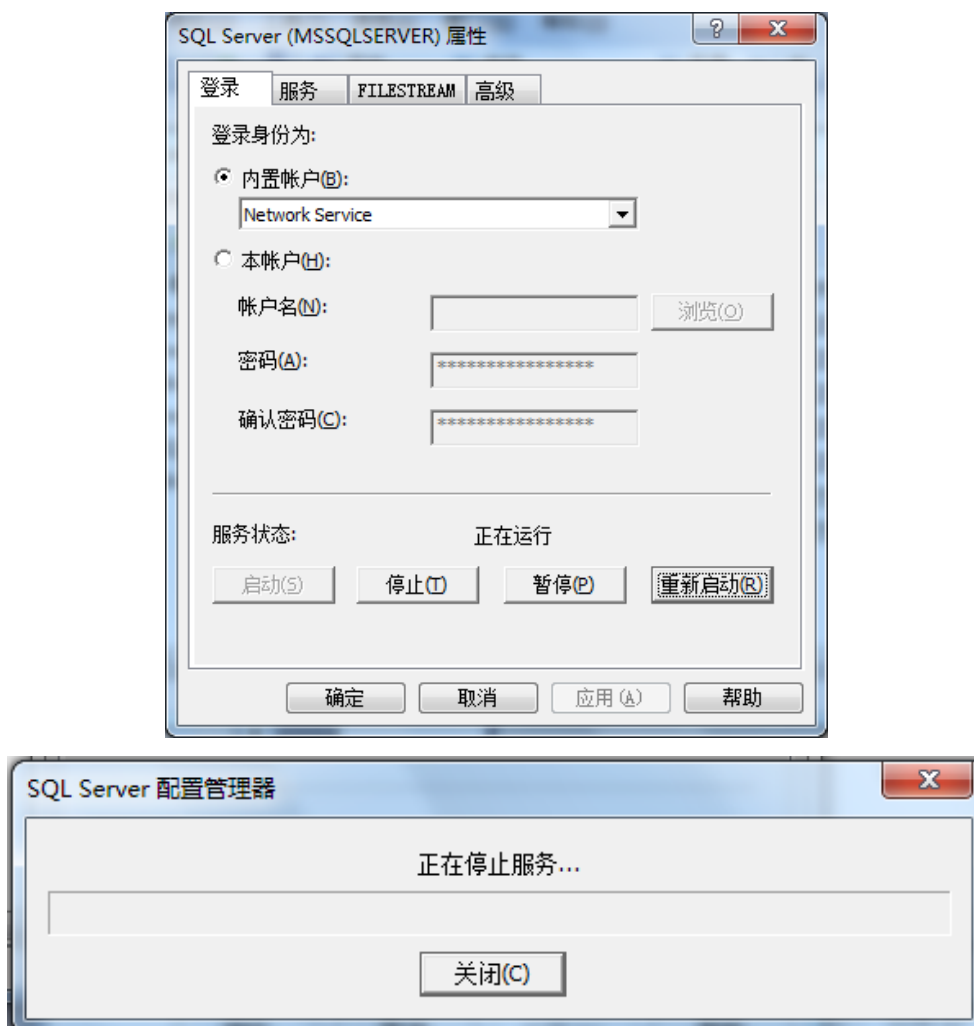 SQL Server (MSSQLSERVER) 属性
登录 服务 FILESTREAM 高级
登录身份为:
内置帐户(B):
Network Service
本帐户(H):
帐户名(N): 浏览(O)
密码(A): ****************
确认密码(C): ****************
服务状态: 正在运行
启动(S) 停止(T) 暂停(P) 重新启动(R)
确定 取消 应用(A) 帮助
SQL Server 配置管理器
正在停止服务...
关闭(C)